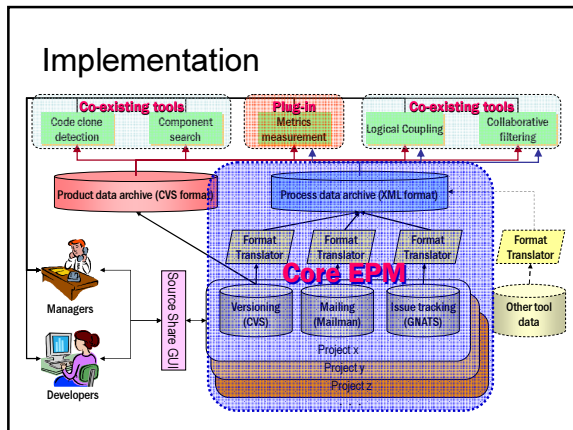 Implementation
Co-existing tools
Plug-in
Co-existing tools
Code clone
detection
Component
search
Metrics
measurement
Logical Coupling
Collaborative
filtering
Product data archive (CVS format)
Process data archive (XML format)
Format
Translator
Format
Translator
Format
Translator
Format
Translator
Core EPM
Managers
Developers
Source Share GUI
Versioning
(CVS)
Mailing
(Mailman)
Issue tracking
(GNATS)
Other tool
data
Project x
Project y
Project z
. . .